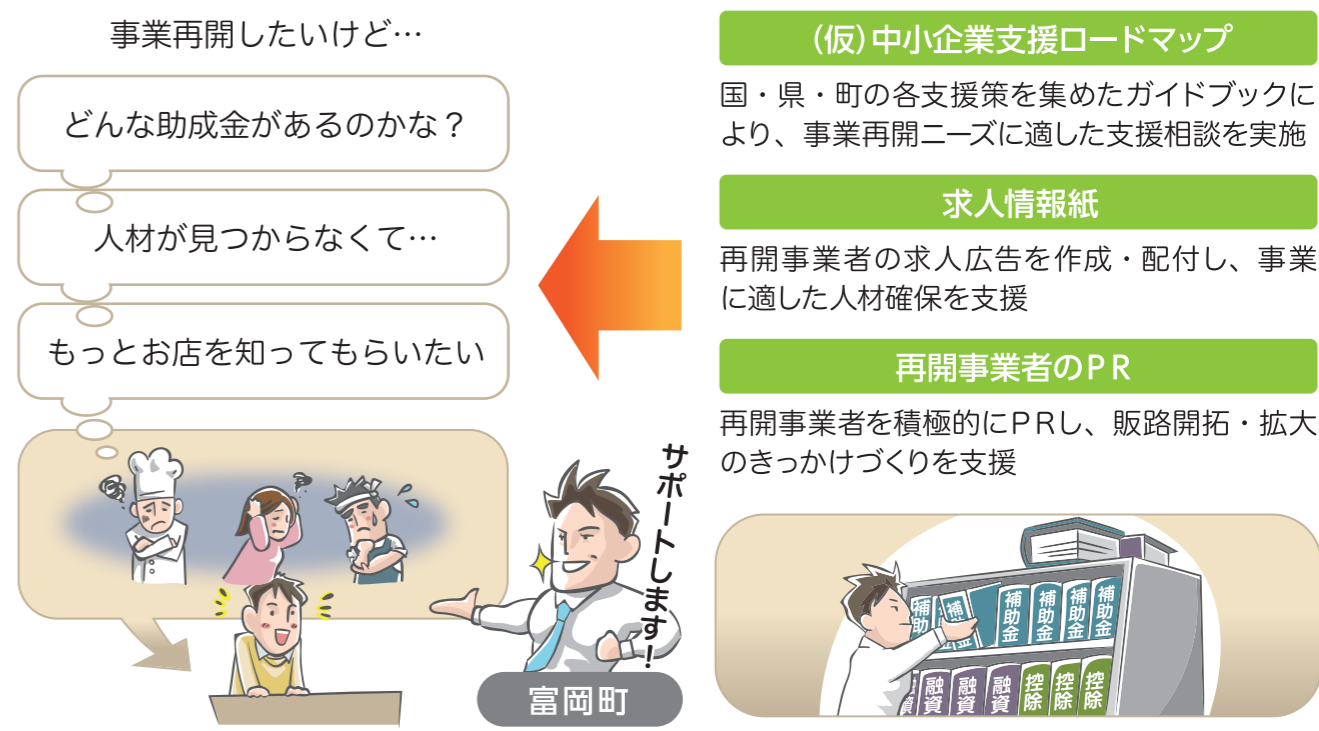 事業再開したいけど…
どんな助成金があるのかな？
人材が見つからなくて…
もっとお店を知ってもらいたい
サポートします！
富岡町
(仮)中小企業支援ロードマップ
国・県・町の各支援策を集めたガイドブックに
より、事業再開ニーズに適した支援相談を実施
求人情報紙
再開事業者の求人広告を作成・配付し、事業
に適した人材確保を支援
再開事業者のPR
再開事業者を積極的にPRし、販路開拓・拡大
のきっかけづくりを支援
補助
補
金
補助金
補助金
補助金
補助金
融資
融資
融資
控除
控除
控除